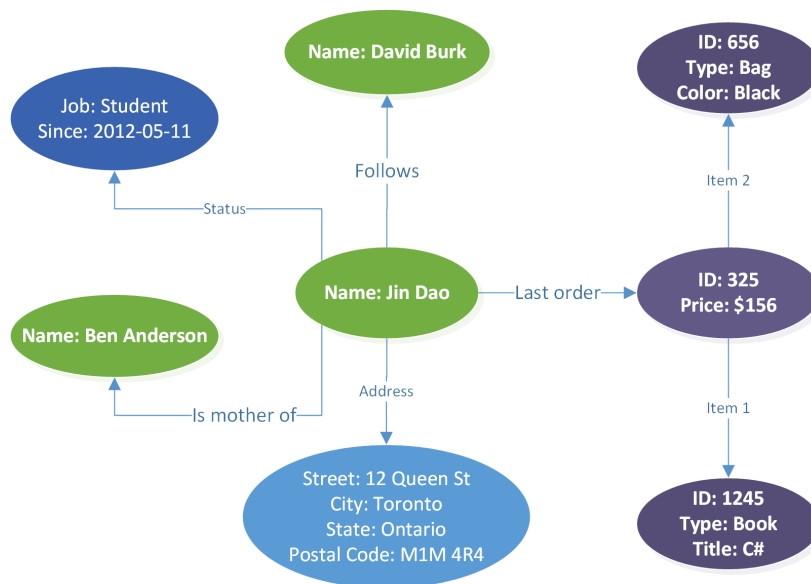 Name: David Burk
ID: 656
Type: Bag
Color: Black
Job: Student
Since: 2012-05-11
Follows
Item 2
Status
Name: Jin Dao
Last order
ID: 325
Price: $156
Name: Ben Anderson
Address
Is mother of
Item 1
Street: 12 Queen St
City: Toronto
State: Ontario
Postal Code: M1M 4R4
ID: 1245
Type: Book
Title: C#